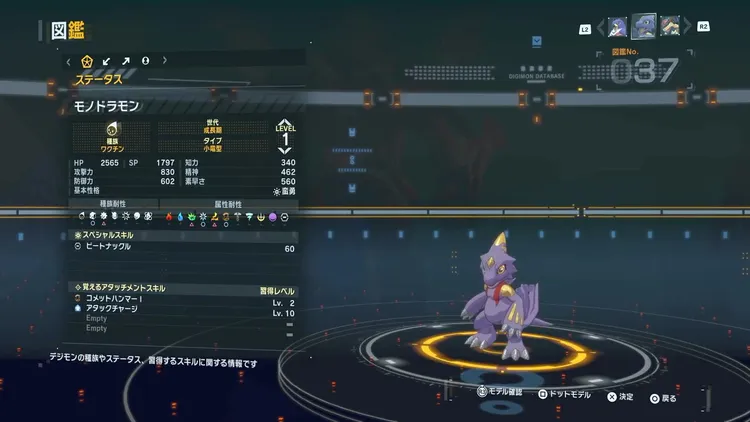 図鑑
L2
R2
図鑑No.
037
DIGIMON DATABASE
ステータス
モノドラモン
種族
ワクチン
世代
成長期
タイプ
小竜型
LEVEL
1
HP 2565 SP 1797 知力 340
攻撃力 830 精神 462
防御力 602 素早さ 560
基本性格 蛮勇
種族耐性 属性耐性
スペシャルスキル
ビートナックル 60
覚えるアタッチメントスキル 習得レベル
コメットハンマーⅠ Lv. 2
アタックチャージ Lv. 10
Empty
Empty
デジモンの種族やステータス、習得するスキルに関する情報です
モデル確認 ドットモデル 決定 戻る